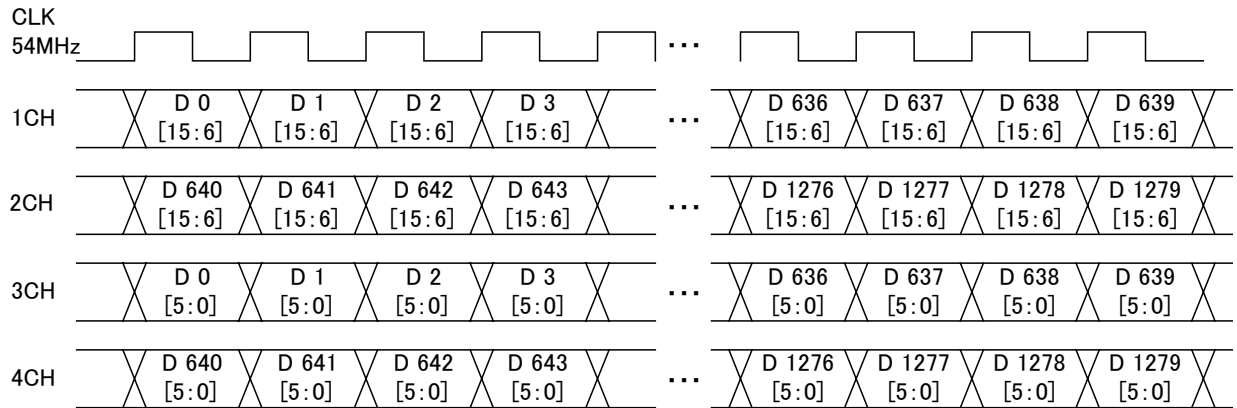 CLK
54MHz
...
1CH D 0 D 1 D 2 D 3 ... D 636 D 637 D 638 D 639
[15:6] [15:6] [15:6] [15:6] [15:6] [15:6] [15:6] [15:6]
2CH D 640 D 641 D 642 D 643 ... D 1276 D 1277 D 1278 D 1279
[15:6] [15:6] [15:6] [15:6] [15:6] [15:6] [15:6] [15:6]
3CH D 0 D 1 D 2 D 3 ... D 636 D 637 D 638 D 639
[5:0] [5:0] [5:0] [5:0] [5:0] [5:0] [5:0] [5:0]
4CH D 640 D 641 D 642 D 643 ... D 1276 D 1277 D 1278 D 1279
[5:0] [5:0] [5:0] [5:0] [5:0] [5:0] [5:0] [5:0]